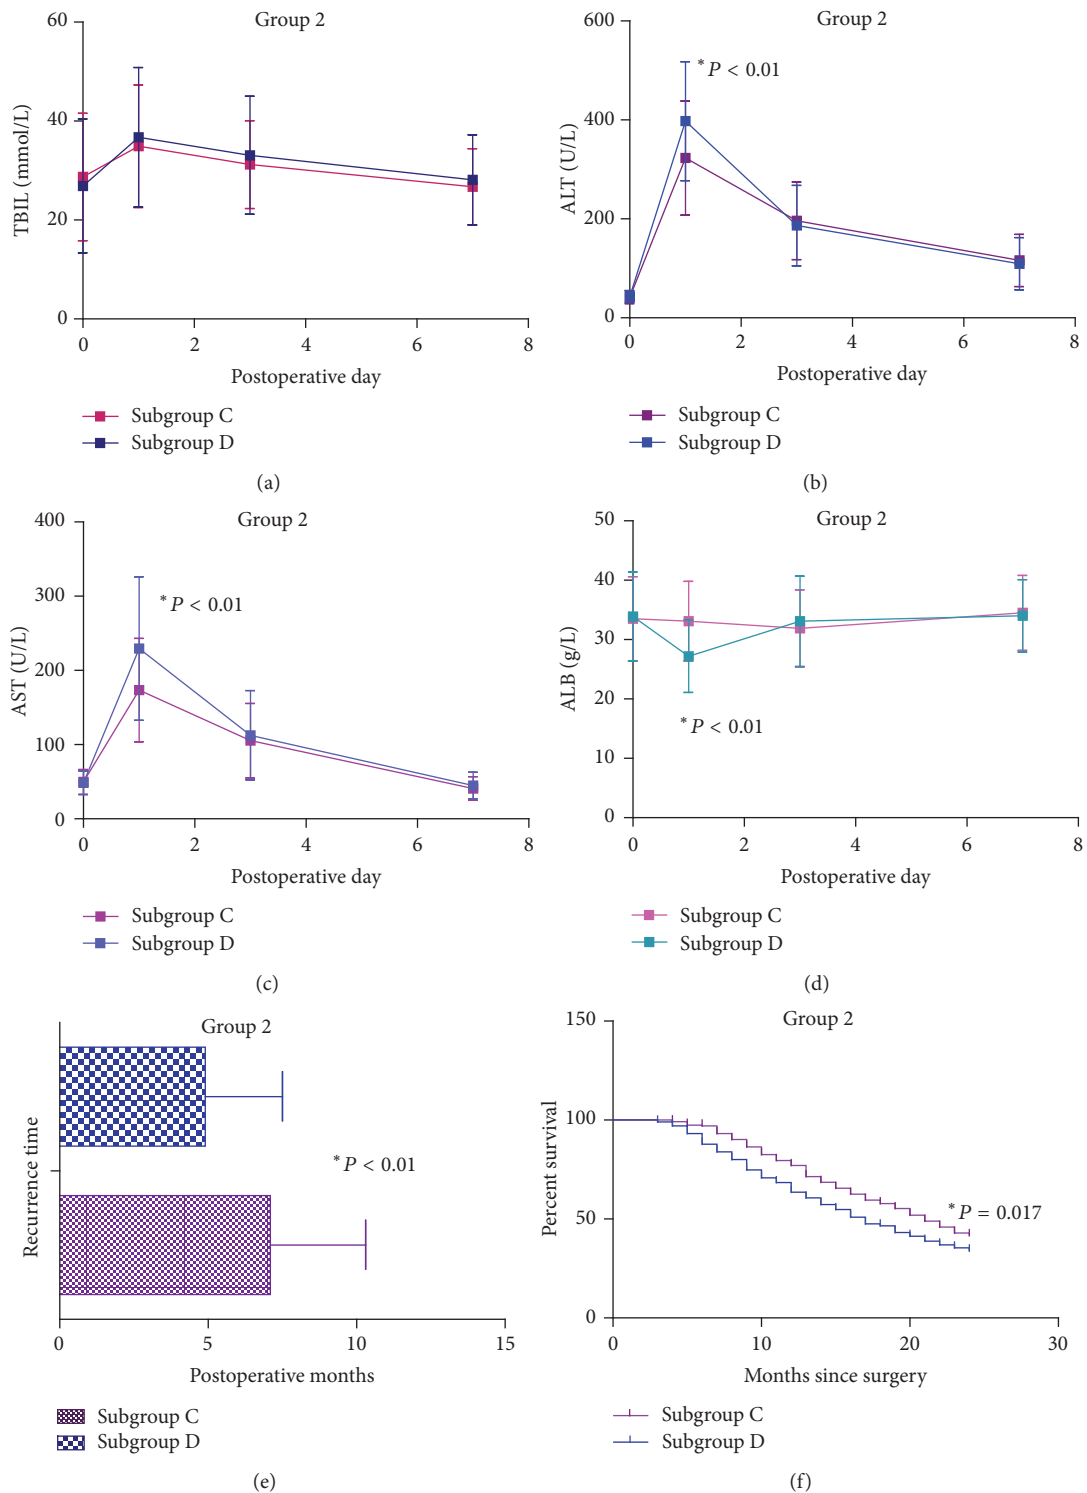 Group 2
60
40
20
0
TBIL (mmol/L)
0 2 4 6 8
Postoperative day
Subgroup C
Subgroup D
(a)
Group 2
600
400
200
0
ALT (U/L)
*P < 0.01
0 2 4 6 8
Postoperative day
Subgroup C
Subgroup D
(b)
Group 2
400
300
200
100
0
AST (U/L)
*P < 0.01
0 2 4 6 8
Postoperative day
Subgroup C
Subgroup D
(c)
Group 2
50
40
30
20
10
0
ALB (g/L)
*P < 0.01
0 2 4 6 8
Postoperative day
Subgroup C
Subgroup D
(d)
Group 2
Recurrence time
*P < 0.01
0 5 10 15
Postoperative months
Subgroup C
Subgroup D
(e)
Group 2
150
100
50
0
Percent survival
*P = 0.017
0 10 20 30
Months since surgery
Subgroup C
Subgroup D
(f)